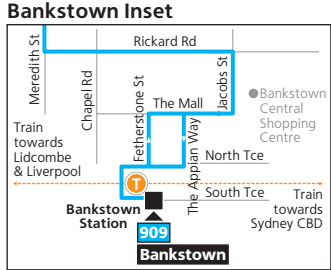 Bankstown Inset
Rickard Rd
Meredith St
Chapel Rd
Fetherstone St
Jacobs St
The Mall
The Appian Way
Bankstown
Central
Shopping
Centre
Train
towards
Lidcombe
& Liverpool
North Tce
T
South Tce
Bankstown
Station
Train
towards
Sydney CBD
909
Bankstown